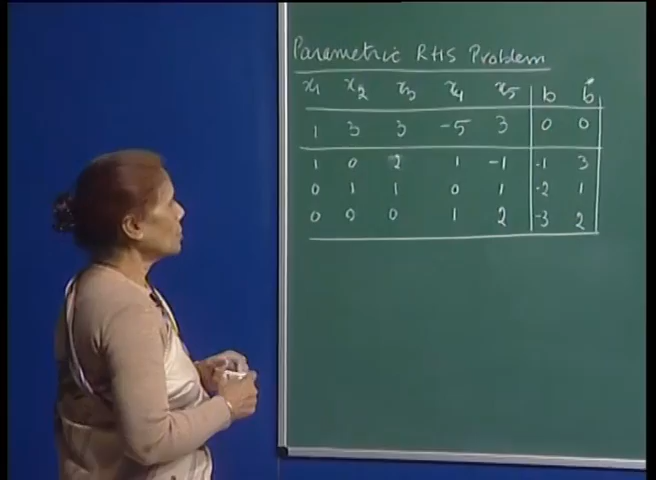 Parametric RHS Problem
x1 x2 x3 x4 x5 b b*
1 3 3 -5 3 0 0
1 0 2 1 -1 -1 3
0 1 1 0 1 -2 1
0 0 0 1 2 -3 2